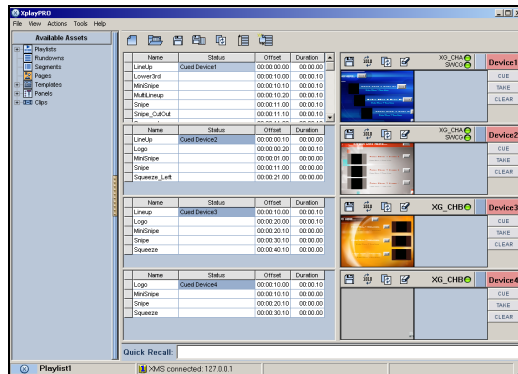 XplayPRO
File View Actions Tools Help
Available Assets
Playlists
Rundowns
Segments
Pages
Templates
Panels
Clips
Name Status Offset Duration
LineUp Cued Device1 00:00:00.00 00:00.00
Lower3rd 00:00:10.00 00:00.10
MiniSnipe 00:00:10.10 00:00.10
MultiLineup 00:00:10.20 00:00.10
Snipe 00:00:11.00 00:00.10
Snipe_CutOut 00:00:11.10 00:00.10
XG_CHA
SWCG
Device1
CUE
TAKE
CLEAR
Name Status Offset Duration
LineUp Cued Device2 00:00:00.10 00:00.00
Logo 00:00:00.20 00:00.10
MiniSnipe 00:00:01.00 00:00.00
Snipe 00:00:11.00 00:00.00
Squeeze_Left 00:00:21.00 00:00.00
XG_CHA
SWCG
Device2
CUE
TAKE
CLEAR
Name Status Offset Duration
Lineup Cued Device3 00:00:10.00 00:00.10
Logo 00:00:20.00 00:00.10
MiniSnipe 00:00:20.10 00:00.00
Snipe 00:00:30.10 00:00.00
Squeeze 00:00:40.10 00:00.00
XG_CHB
Device3
CUE
TAKE
CLEAR
Name Status Offset Duration
Logo Cued Device4 00:00:10.00 00:00.10
MiniSnipe 00:00:10.10 00:00.00
Snipe 00:00:20.10 00:00.00
Squeeze 00:00:30.10 00:00.00
XG_CHB
Device4
CUE
TAKE
CLEAR
Quick Recall:
Playlist1 XMS connected: 127.0.0.1